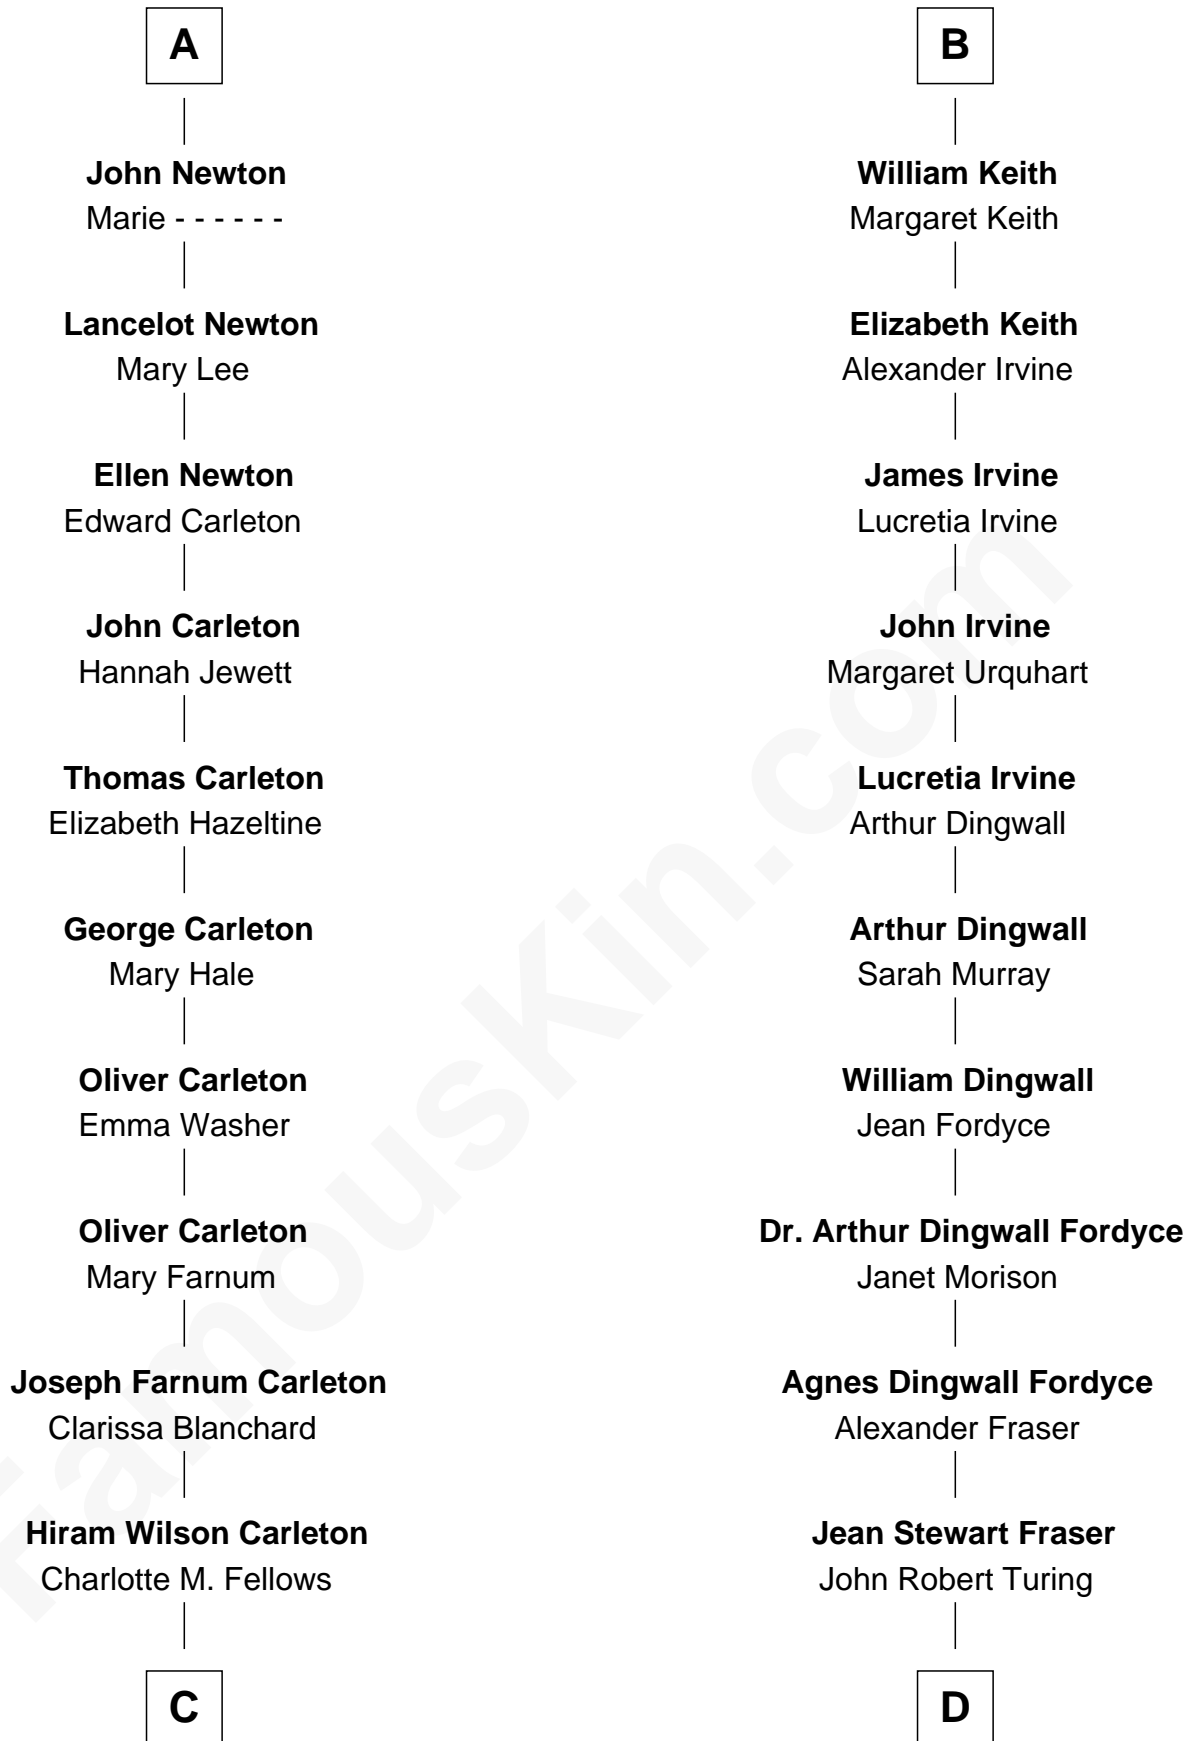 A
John Newton
Marie - - - - - -
Lancelot Newton
Mary Lee
Ellen Newton
Edward Carleton
John Carleton
Hannah Jewett
Thomas Carleton
Elizabeth Hazeltine
George Carleton
Mary Hale
Oliver Carleton
Emma Washer
Oliver Carleton
Mary Farnum
Joseph Farnum Carleton
Clarissa Blanchard
Hiram Wilson Carleton
Charlotte M. Fellows
C
B
William Keith
Margaret Keith
Elizabeth Keith
Alexander Irvine
James Irvine
Lucretia Irvine
John Irvine
Margaret Urquhart
Lucretia Irvine
Arthur Dingwall
Arthur Dingwall
Sarah Murray
William Dingwall
Jean Fordyce
Dr. Arthur Dingwall Fordyce
Janet Morison
Agnes Dingwall Fordyce
Alexander Fraser
Jean Stewart Fraser
John Robert Turing
D
FamousKin.com